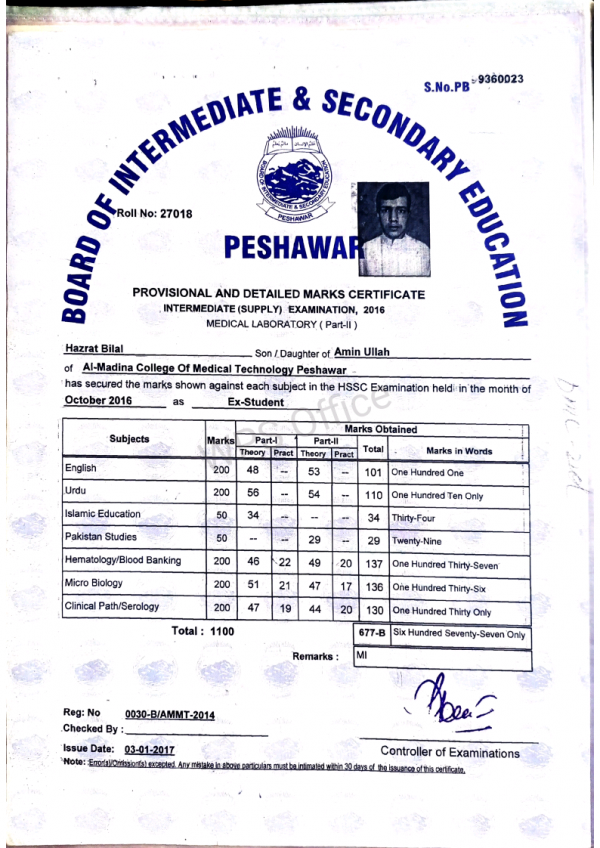 S.No.PB 9360023
BOARD OF INTERMEDIATE & SECONDARY EDUCATION
BOARD OF INTERMEDIATE & SECONDARY EDUCATION
PESHAWAR
Roll No: 27018
PESHAWAR
PROVISIONAL AND DETAILED MARKS CERTIFICATE
INTERMEDIATE (SUPPLY) EXAMINATION, 2016
MEDICAL LABORATORY ( Part-II )
Hazrat Bilal Son / Daughter of Amin Ullah
of Al-Madina College Of Medical Technology Peshawar
has secured the marks shown against each subject in the HSSC Examination held in the month of
October 2016 as Ex-Student
WPS Office
Subjects Marks Marks Obtained
Part-I Part-II Total Marks in Words
Theory Pract Theory Pract
English 200 48 -- 53 -- 101 One Hundred One
Urdu 200 56 -- 54 -- 110 One Hundred Ten Only
Islamic Education 50 34 -- -- -- 34 Thirty-Four
Pakistan Studies 50 -- -- 29 -- 29 Twenty-Nine
Hematology/Blood Banking 200 46 22 49 20 137 One Hundred Thirty-Seven
Micro Biology 200 51 21 47 17 136 One Hundred Thirty-Six
Clinical Path/Serology 200 47 19 44 20 130 One Hundred Thirty Only
Total : 1100 677-B Six Hundred Seventy-Seven Only
Remarks : MI
Reg: No 0030-B/AMMT-2014
Checked By :
Issue Date: 03-01-2017
Controller of Examinations
Note: Error(s)/Omission(s) excepted. Any mistake in above particulars must be intimated within 30 days of the issuance of this certificate.